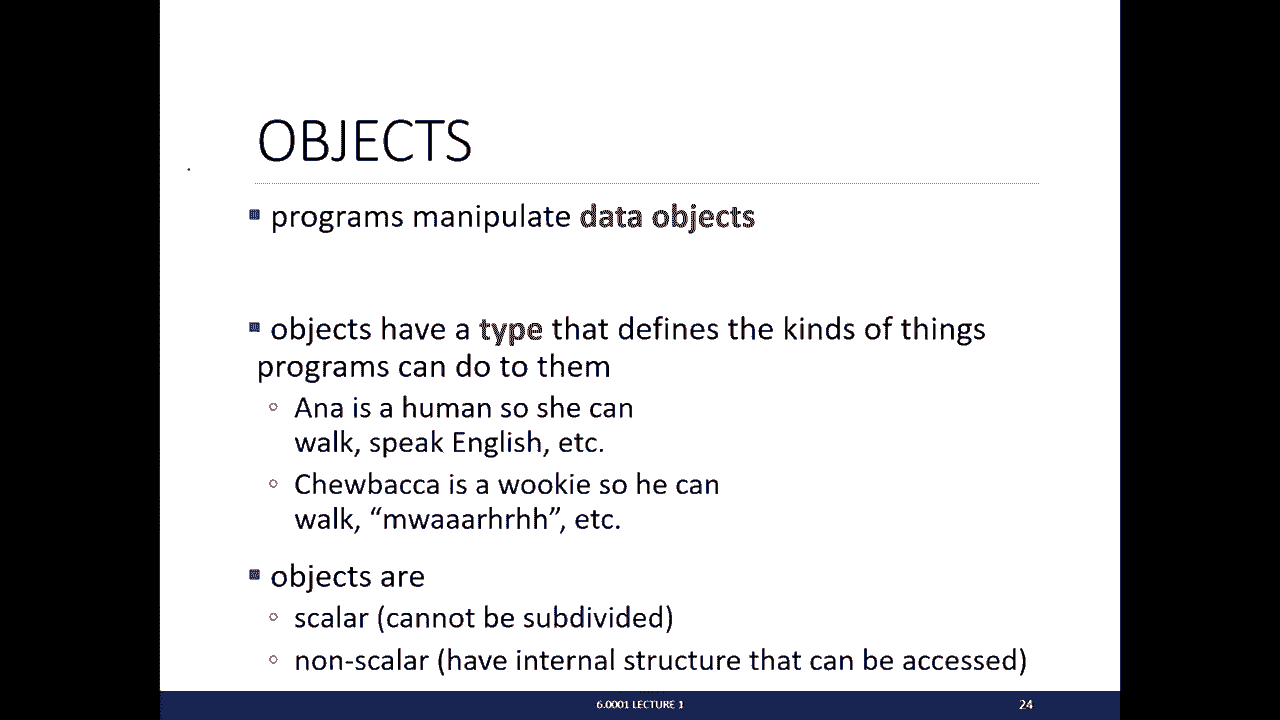 OBJECTS
▪ programs manipulate data objects
▪ objects have a type that defines the kinds of things
programs can do to them
◦ Ana is a human so she can
walk, speak English, etc.
◦ Chewbacca is a wookie so he can
walk, “mwaaarhrhh”, etc.
▪ objects are
◦ scalar (cannot be subdivided)
◦ non-scalar (have internal structure that can be accessed)
6.0001 LECTURE 1
24